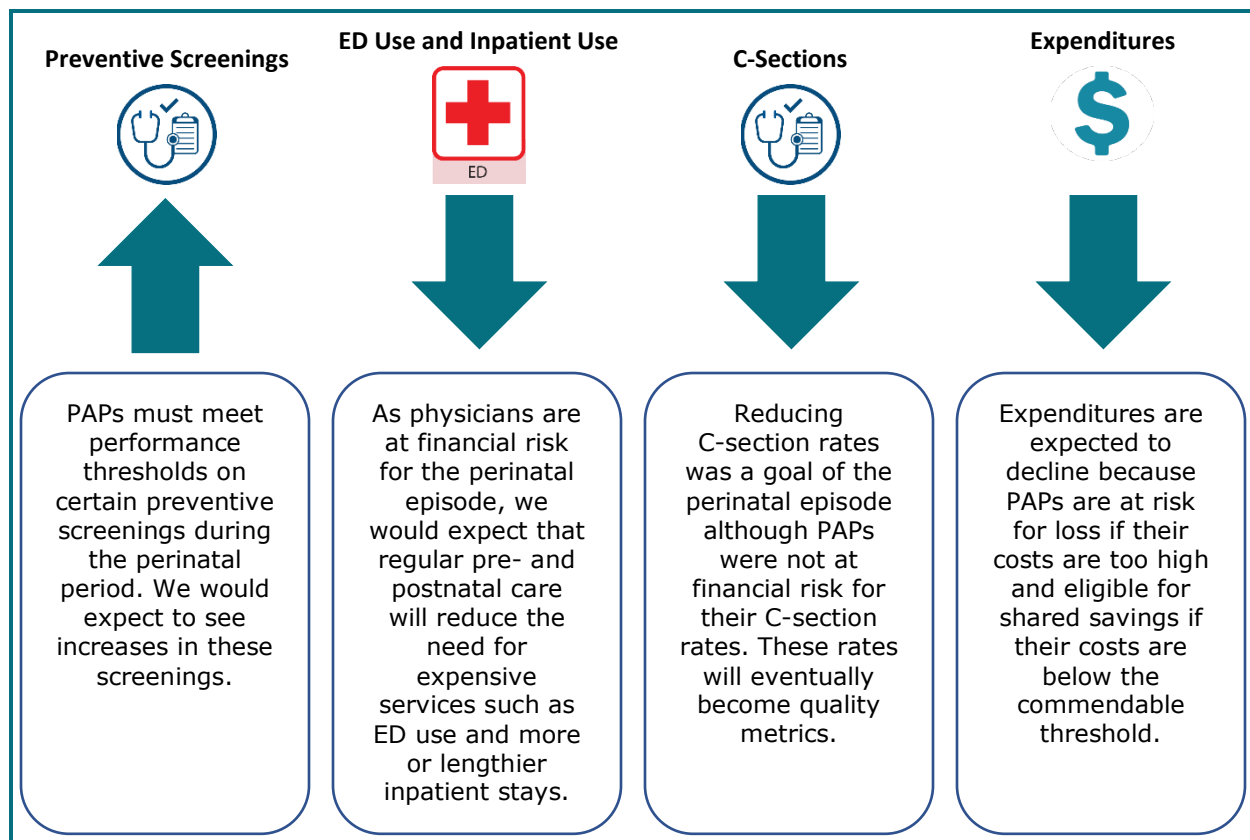 Preventive Screenings
PAPs must meet
performance
thresholds on
certain preventive
screenings during
the perinatal
period. We would
expect to see
increases in these
screenings.
ED Use and Inpatient Use
ED
As physicians are
at financial risk
for the perinatal
episode, we
would expect that
regular pre- and
postnatal care
will reduce the
need for
expensive
services such as
ED use and more
or lengthier
inpatient stays.
C-Sections
Reducing
C-section rates
was a goal of the
perinatal episode
although PAPs
were not at
financial risk for
their C-section
rates. These rates
will eventually
become quality
metrics.
Expenditures
$
Expenditures are
expected to
decline because
PAPs are at risk
for loss if their
costs are too high
and eligible for
shared savings if
their costs are
below the
commendable
threshold.